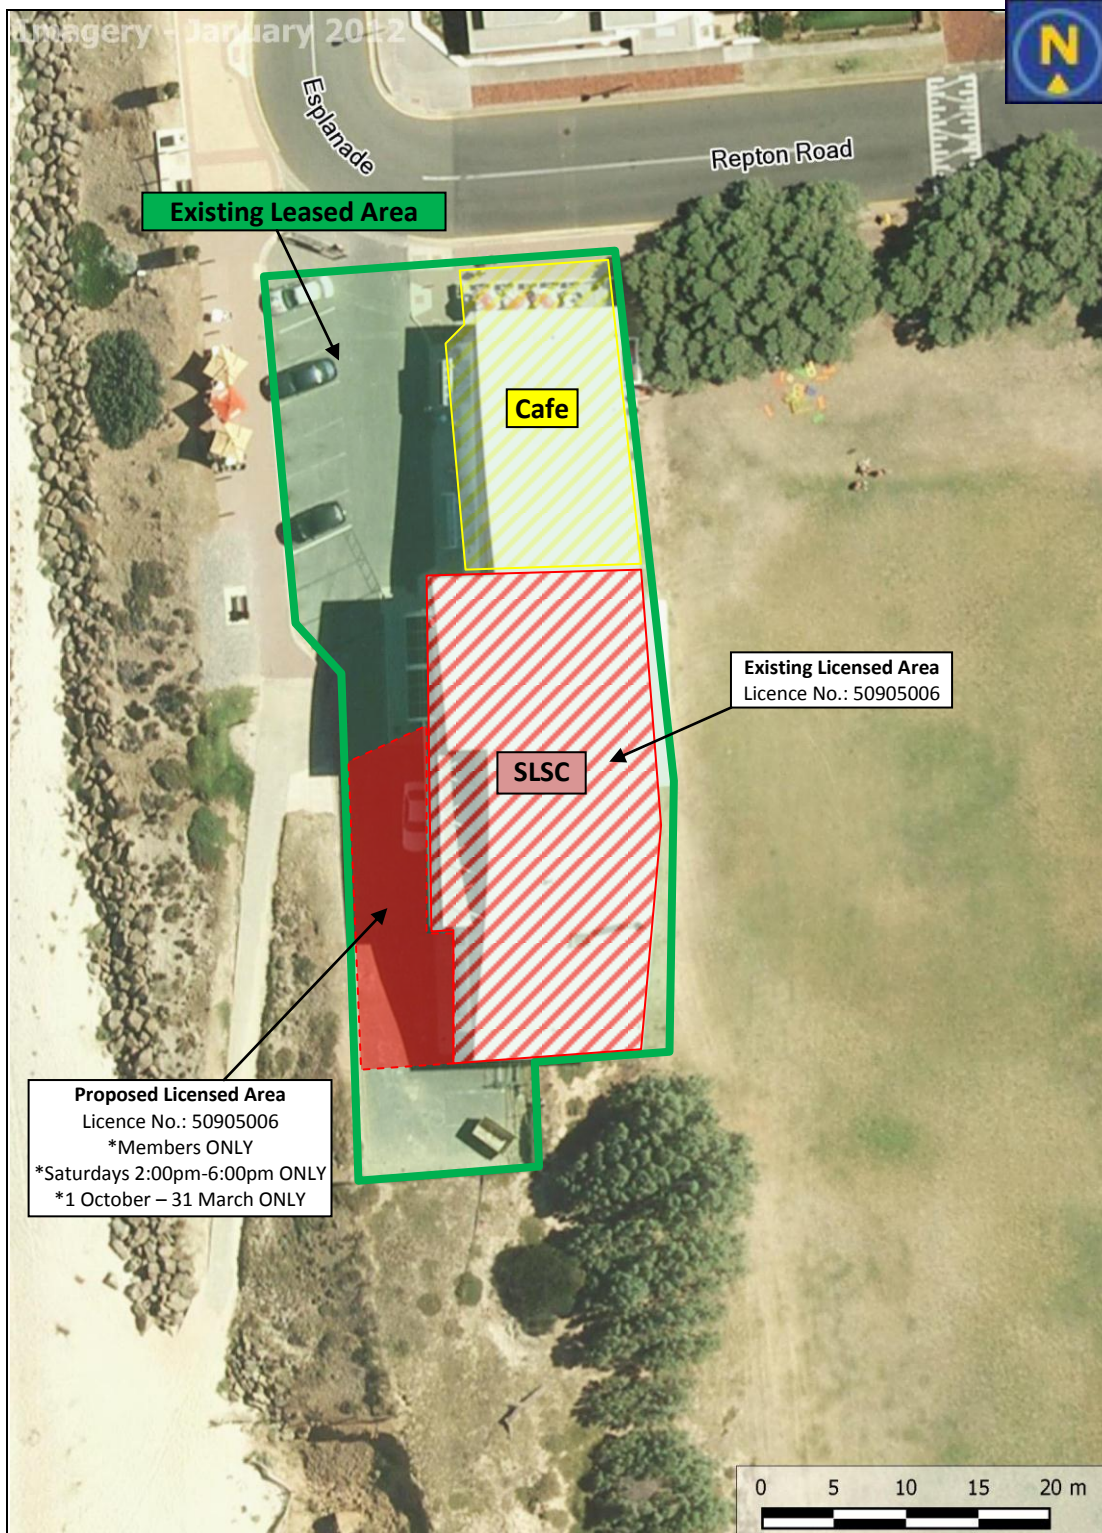 Imagery - January 2012
N
Esplanade
Repton Road
Existing Leased Area
Cafe
Existing Licensed Area
Licence No.: 50905006
SLSC
Proposed Licensed Area
Licence No.: 50905006
*Members ONLY
*Saturdays 2:00pm-6:00pm ONLY
*1 October – 31 March ONLY
0 5 10 15 20 m